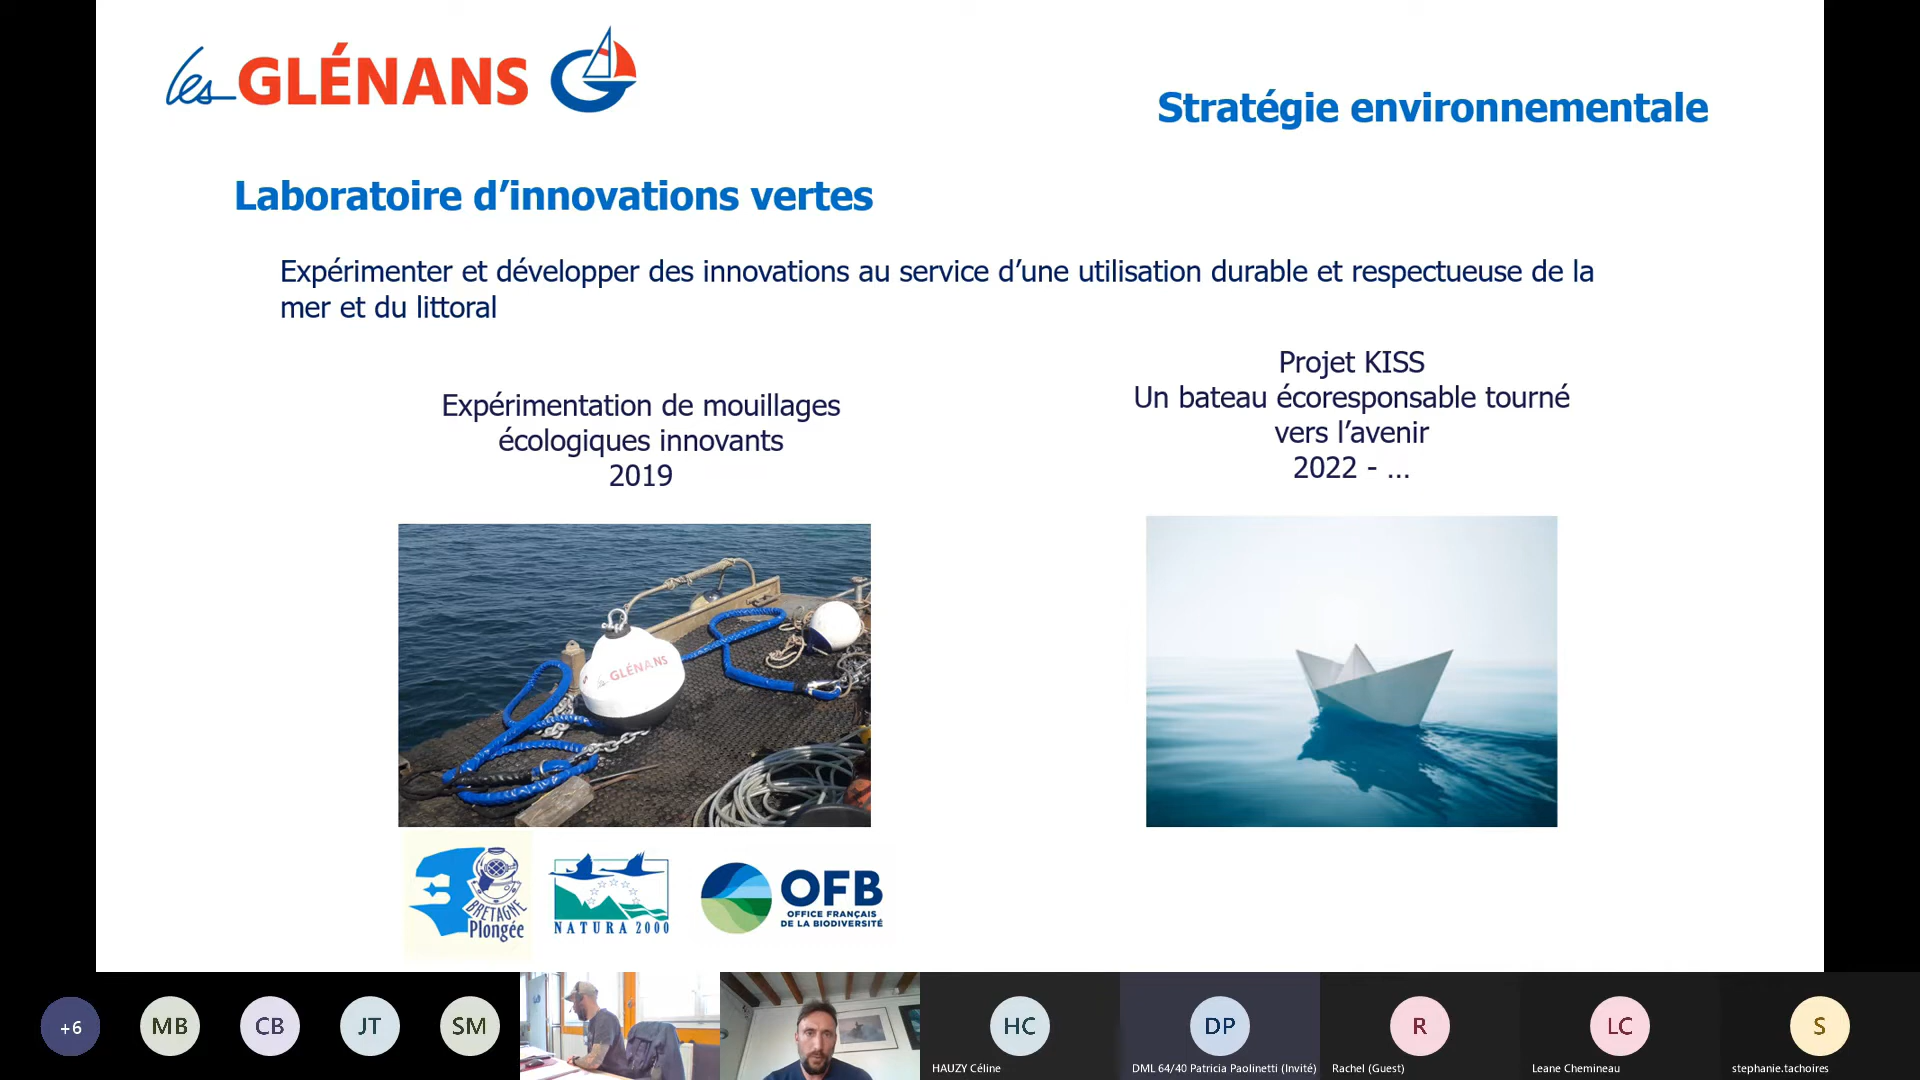 les GLÉNANS
Stratégie environnementale
Laboratoire d’innovations vertes
Expérimenter et développer des innovations au service d’une utilisation durable et respectueuse de la
mer et du littoral
Expérimentation de mouillages
écologiques innovants
2019
Projet KISS
Un bateau écoresponsable tourné
vers l’avenir
2022 - ...
les GLÉNANS
BRETAGNE
Plongée
NATURA 2000
OFB
OFFICE FRANÇAIS
DE LA BIODIVERSITÉ
+6
MB
CB
JT
SM
HC
DP
R
LC
S
HAUZY Céline
DML 64/40 Patricia Paolinetti (Invité)
Rachel (Guest)
Leane Chemineau
stephanie.tachoires